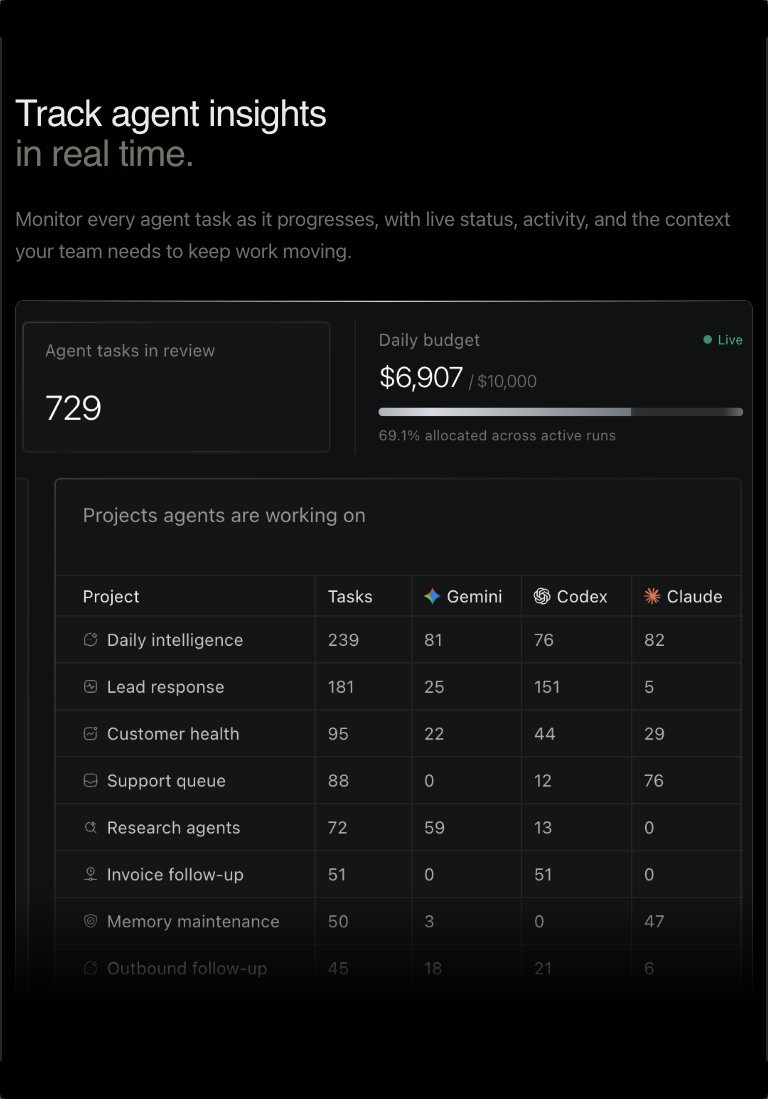 Track agent insights
in real time.
Monitor every agent task as it progresses, with live status, activity, and the context
your team needs to keep work moving.
Agent tasks in review
729
Daily budget
Live
$6,907 / $10,000
69.1% allocated across active runs
Projects agents are working on
Project Tasks Gemini Codex Claude
Daily intelligence 239 81 76 82
Lead response 181 25 151 5
Customer health 95 22 44 29
Support queue 88 0 12 76
Research agents 72 59 13 0
Invoice follow-up 51 0 51 0
Memory maintenance 50 3 0 47
Outbound follow-up 45 18 21 6